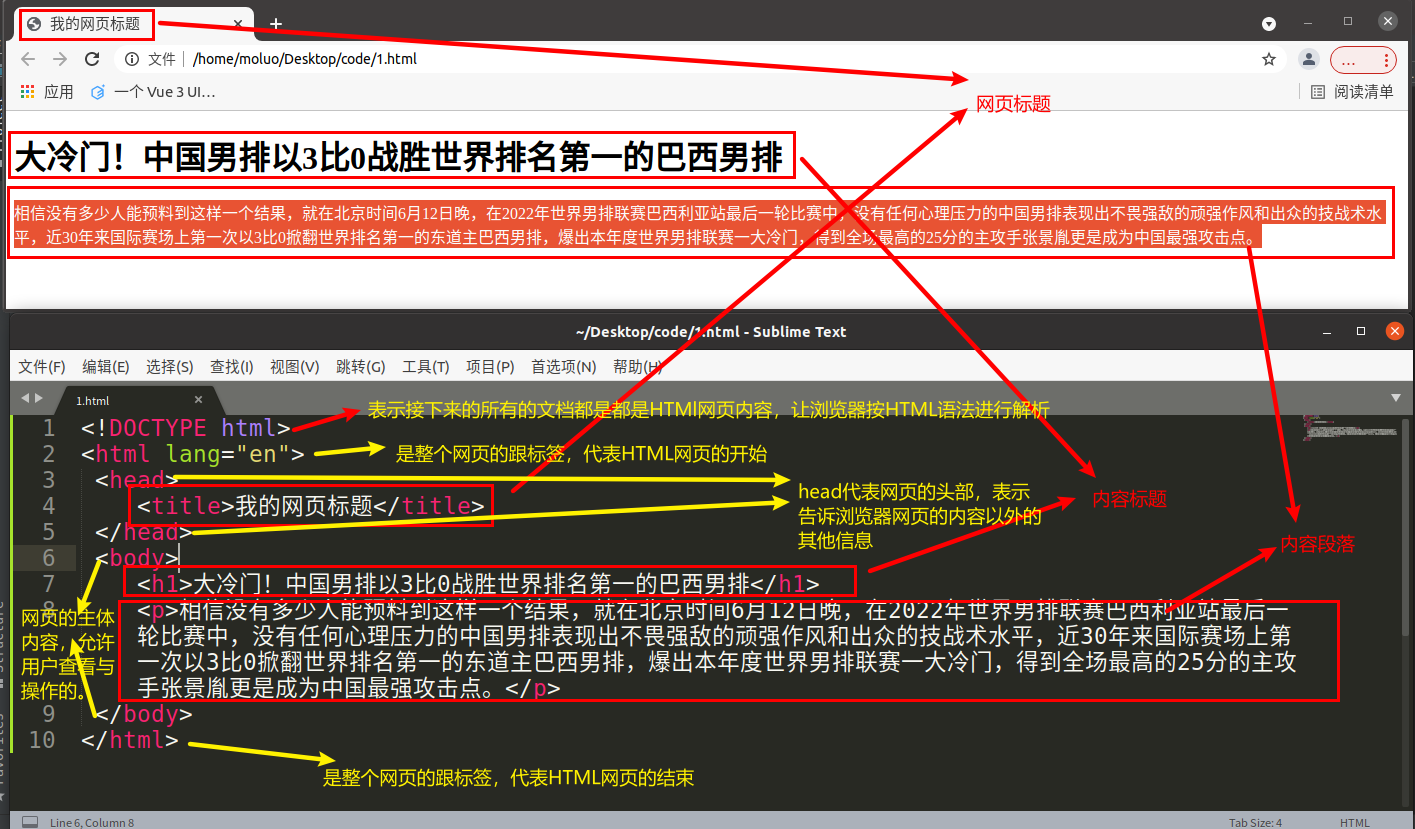 我的网页标题
文件 /home/moluo/Desktop/code/1.html
应用 一个 Vue 3 UI… 阅读清单
网页标题
大冷门！中国男排以3比0战胜世界排名第一的巴西男排
相信没有多少人能预料到这样一个结果，就在北京时间6月12日晚，在2022年世界男排联赛巴西利亚站最后一轮比赛中，没有任何心理压力的中国男排表现出不畏强敌的顽强作风和出众的技战术水
平，近30年来国际赛场上第一次以3比0掀翻世界排名第一的东道主巴西男排，爆出本年度世界男排联赛一大冷门，得到全场最高的25分的主攻手张景胤更是成为中国最强攻击点。
~/Desktop/code/1.html - Sublime Text
文件(F) 编辑(E) 选择(S) 查找(I) 视图(V) 跳转(G) 工具(T) 项目(P) 首选项(N) 帮助(H)
1.html
表示接下来的所有的文档都是都是HTMl网页内容，让浏览器按HTML语法进行解析
1 <!DOCTYPE html>
2 <html lang="en">
是整个网页的跟标签，代表HTML网页的开始
3 <head>
head代表网页的头部，表示
告诉浏览器网页的内容以外的
其他信息
内容标题
4 <title>我的网页标题</title>
5 </head>
内容段落
6 <body>
7 <h1>大冷门！中国男排以3比0战胜世界排名第一的巴西男排</h1>
8 <p>相信没有多少人能预料到这样一个结果，就在北京时间6月12日晚，在2022年世界男排联赛巴西利亚站最后一
轮比赛中，没有任何心理压力的中国男排表现出不畏强敌的顽强作风和出众的技战术水平，近30年来国际赛场上第
一次以3比0掀翻世界排名第一的东道主巴西男排，爆出本年度世界男排联赛一大冷门，得到全场最高的25分的主攻
手张景胤更是成为中国最强攻击点。</p>
网页的主体
内容，允许
用户查看与
操作的。
9 </body>
10 </html>
是整个网页的跟标签，代表HTML网页的结束
Line 6, Column 8 Tab Size: 4 HTML